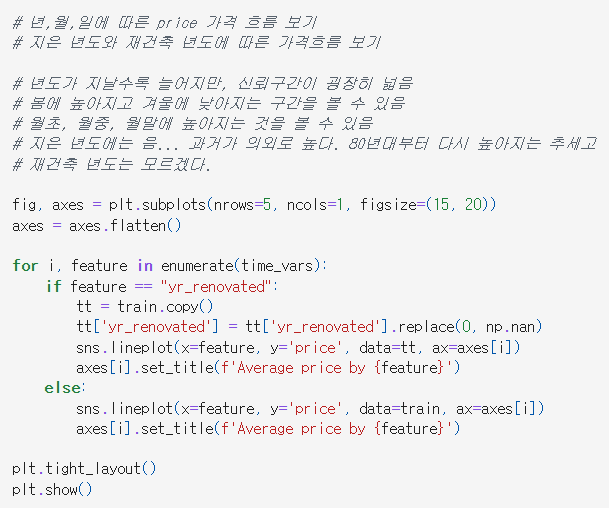 # 년,월,일에 따른 price 가격 흐름 보기
# 지은 년도와 재건축 년도에 따른 가격흐름 보기
# 년도가 지날수록 늘어지만, 신뢰구간이 굉장히 넓음
# 봄에 높아지고 겨울에 낮아지는 구간을 볼 수 있음
# 월초, 월중, 월말에 높아지는 것을 볼 수 있음
# 지은 년도에는 음... 과거가 의외로 높다. 80년대부터 다시 높아지는 추세고
# 재건축 년도는 모르겠다.
fig, axes = plt.subplots(nrows=5, ncols=1, figsize=(15, 20))
axes = axes.flatten()
for i, feature in enumerate(time_vars):
    if feature == "yr_renovated":
        tt = train.copy()
        tt['yr_renovated'] = tt['yr_renovated'].replace(0, np.nan)
        sns.lineplot(x=feature, y='price', data=tt, ax=axes[i])
        axes[i].set_title(f'Average price by {feature}')
    else:
        sns.lineplot(x=feature, y='price', data=train, ax=axes[i])
        axes[i].set_title(f'Average price by {feature}')
plt.tight_layout()
plt.show()